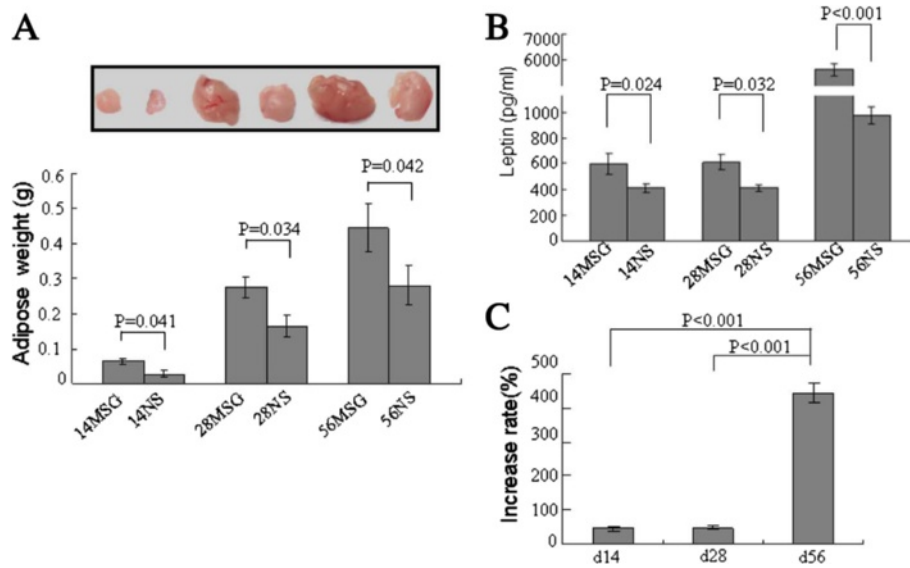 A
P=0.042
P=0.034
P=0.041
Adipose weight (g)
0.6
0.5
0.4
0.3
0.2
0.1
0
14MSG
14NS
28MSG
28NS
56MSG
56NS
B
P<0.001
P=0.024
P=0.032
Leptin (pg/ml)
7000
6000
1000
800
600
400
200
0
14MSG
14NS
28MSG
28NS
56MSG
56NS
C
P<0.001
P<0.001
Increase rate(%)
500
400
300
200
100
0
d14
d28
d56